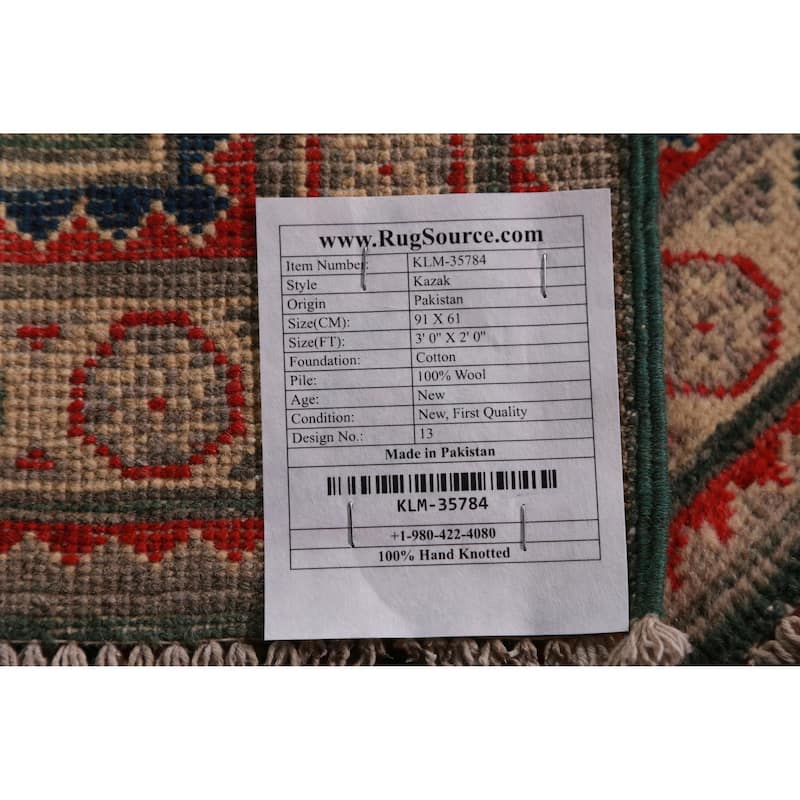 www.RugSource.com
Item Number: KLM-35784
Style Kazak
Origin Pakistan
Size(CM): 91 X 61
Size(FT): 3' 0" X 2' 0"
Foundation: Cotton
Pile: 100% Wool
Age: New
Condition: New, First Quality
Design No.: 13
Made in Pakistan
KLM-35784
+1-980-422-4080
100% Hand Knotted